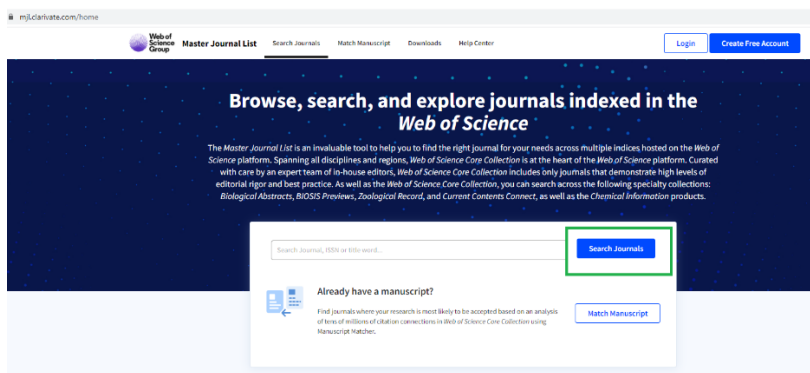 mjl.clarivate.com/home
Web of
Science
Group
Master Journal List
Search Journals
Match Manuscript
Downloads
Help Center
Login
Create Free Account
Browse, search, and explore journals indexed in the
Web of Science
The Master Journal List is an invaluable tool to help you to find the right journal for your needs across multiple indices hosted on the Web of
Science platform. Spanning all disciplines and regions, Web of Science Core Collection is at the heart of the Web of Science platform. Curated
with care by an expert team of in-house editors, Web of Science Core Collection includes only journals that demonstrate high levels of
editorial rigor and best practice. As well as the Web of Science Core Collection, you can search across the following specialty collections:
Biological Abstracts, BIOSIS Previews, Zoological Record, and Current Contents Connect, as well as the Chemical Information products.
Search Journal, ISSN or title word...
Search Journals
Already have a manuscript?
Find journals where your research is most likely to be accepted based on an analysis
of tens of millions of citation connections in Web of Science Core Collection using
Manuscript Matcher.
Match Manuscript